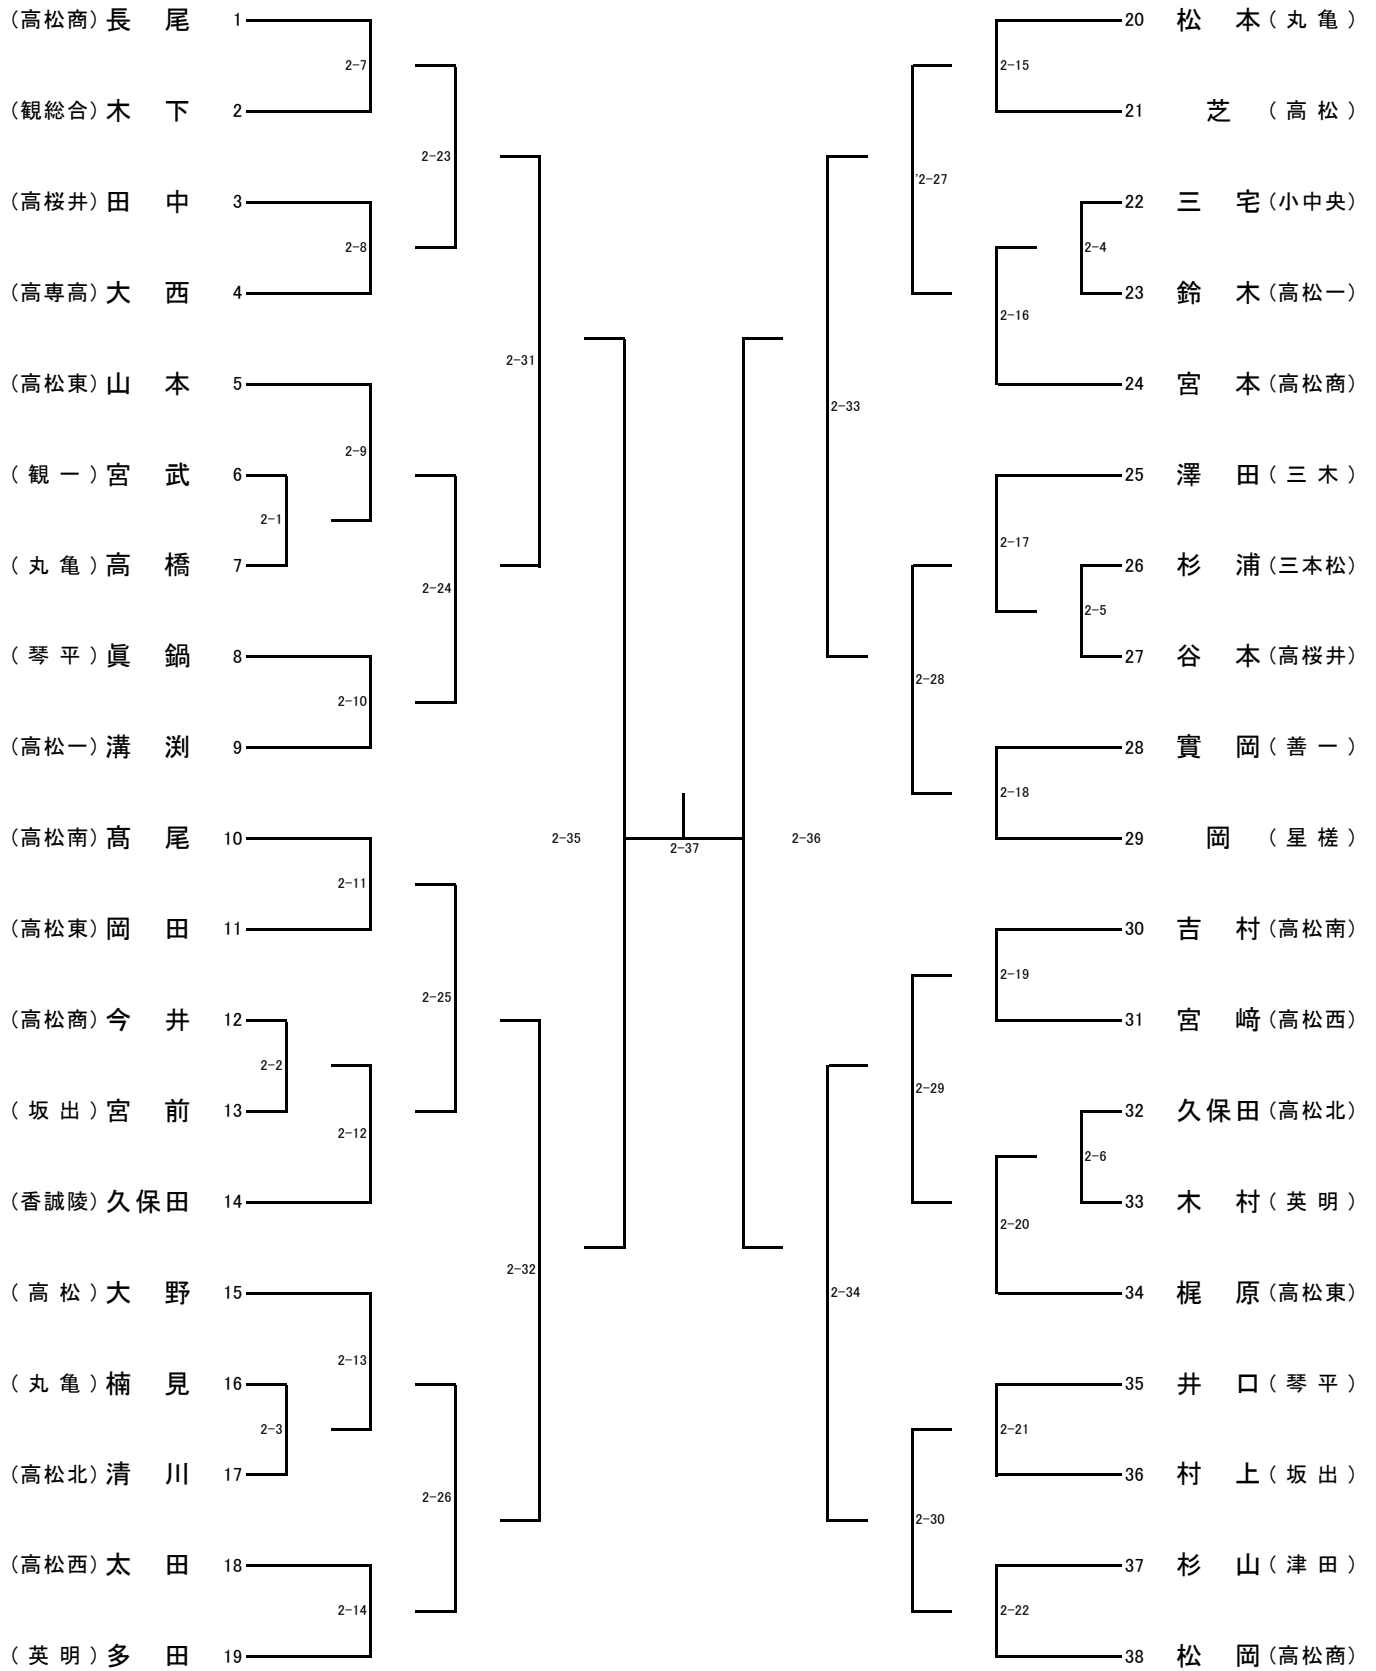 (高松商) 長 尾 1
2-7
(観総合) 木 下 2
2-23
(高桜井) 田 中 3
2-8
(高専高) 大 西 4
2-31
(高松東) 山 本 5
2-9
(観 一) 宮 武 6
2-1
(丸 亀) 高 橋 7
2-24
(琴 平) 眞 鍋 8
2-10
(高松一) 溝 渕 9
(高松南) 髙 尾 10
2-11
(高松東) 岡 田 11
2-25
(高松商) 今 井 12
2-2
(坂 出) 宮 前 13
2-12
(香誠陵) 久保田 14
2-32
(高 松) 大 野 15
2-13
(丸 亀) 楠 見 16
2-3
(高松北) 清 川 17
2-26
(高松西) 太 田 18
2-14
(英 明) 多 田 19
2-35
2-37
2-36
20 松 本 (丸 亀)
2-15
21 芝 (高 松)
'2-27
22 三 宅 (小中央)
2-4
23 鈴 木 (高松一)
2-16
24 宮 本 (高松商)
2-33
25 澤 田 (三 木)
2-17
26 杉 浦 (三本松)
2-5
27 谷 本 (高桜井)
2-28
28 實 岡 (善 一)
2-18
29 岡 (星 槎)
30 吉 村 (高松南)
2-19
31 宮 﨑 (高松西)
2-29
32 久保田 (高松北)
2-6
33 木 村 (英 明)
2-20
34 梶 原 (高松東)
2-34
35 井 口 (琴 平)
2-21
36 村 上 (坂 出)
2-30
37 杉 山 (津 田)
2-22
38 松 岡 (高松商)